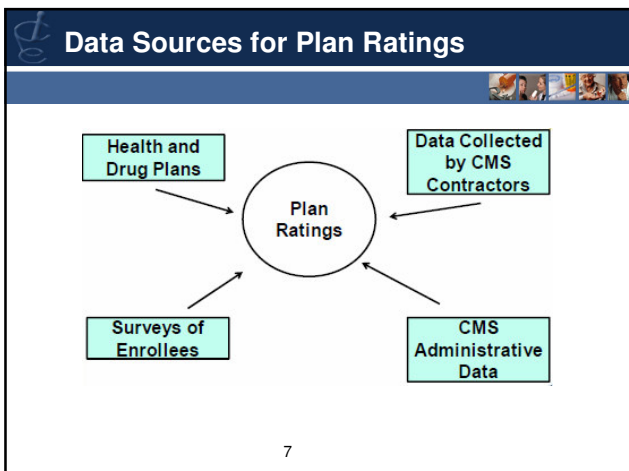 Data Sources for Plan Ratings
Health and
Drug Plans
Data Collected
by CMS
Contractors
Plan
Ratings
Surveys of
Enrollees
CMS
Administrative
Data
7